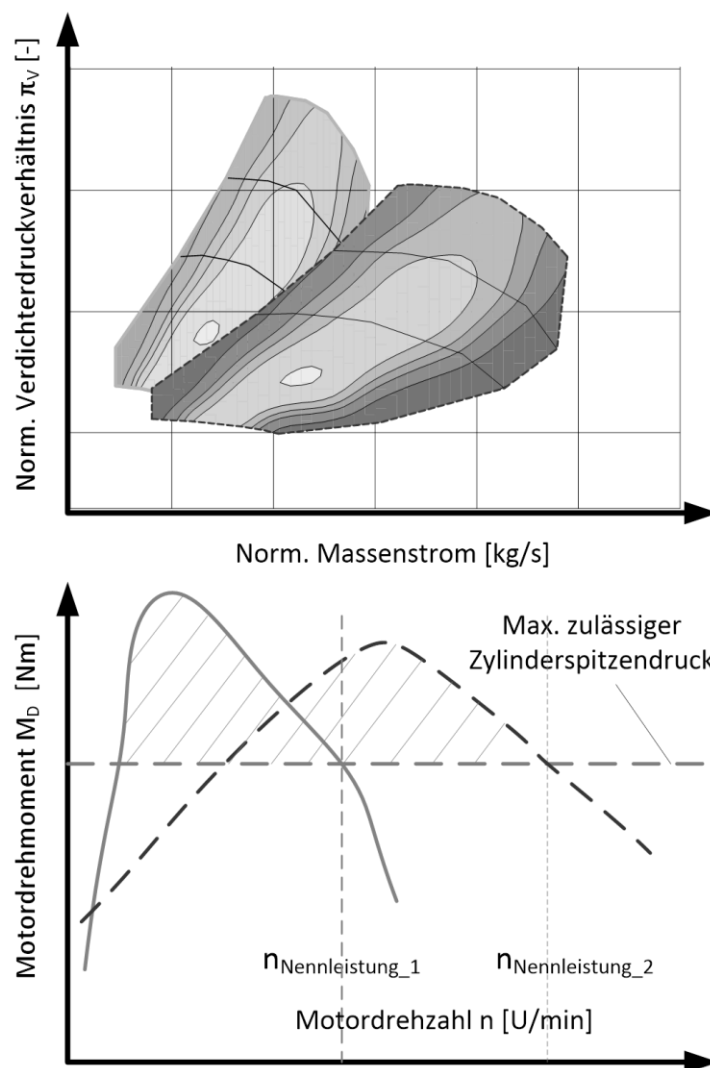 Norm. Verdichterdruckverhältnis πV [-]
Norm. Massenstrom [kg/s]
Max. zulässiger
Zylinderspitzendruck
Motordrehmoment MD [Nm]
nNennleistung_1
nNennleistung_2
Motordrehzahl n [U/min]